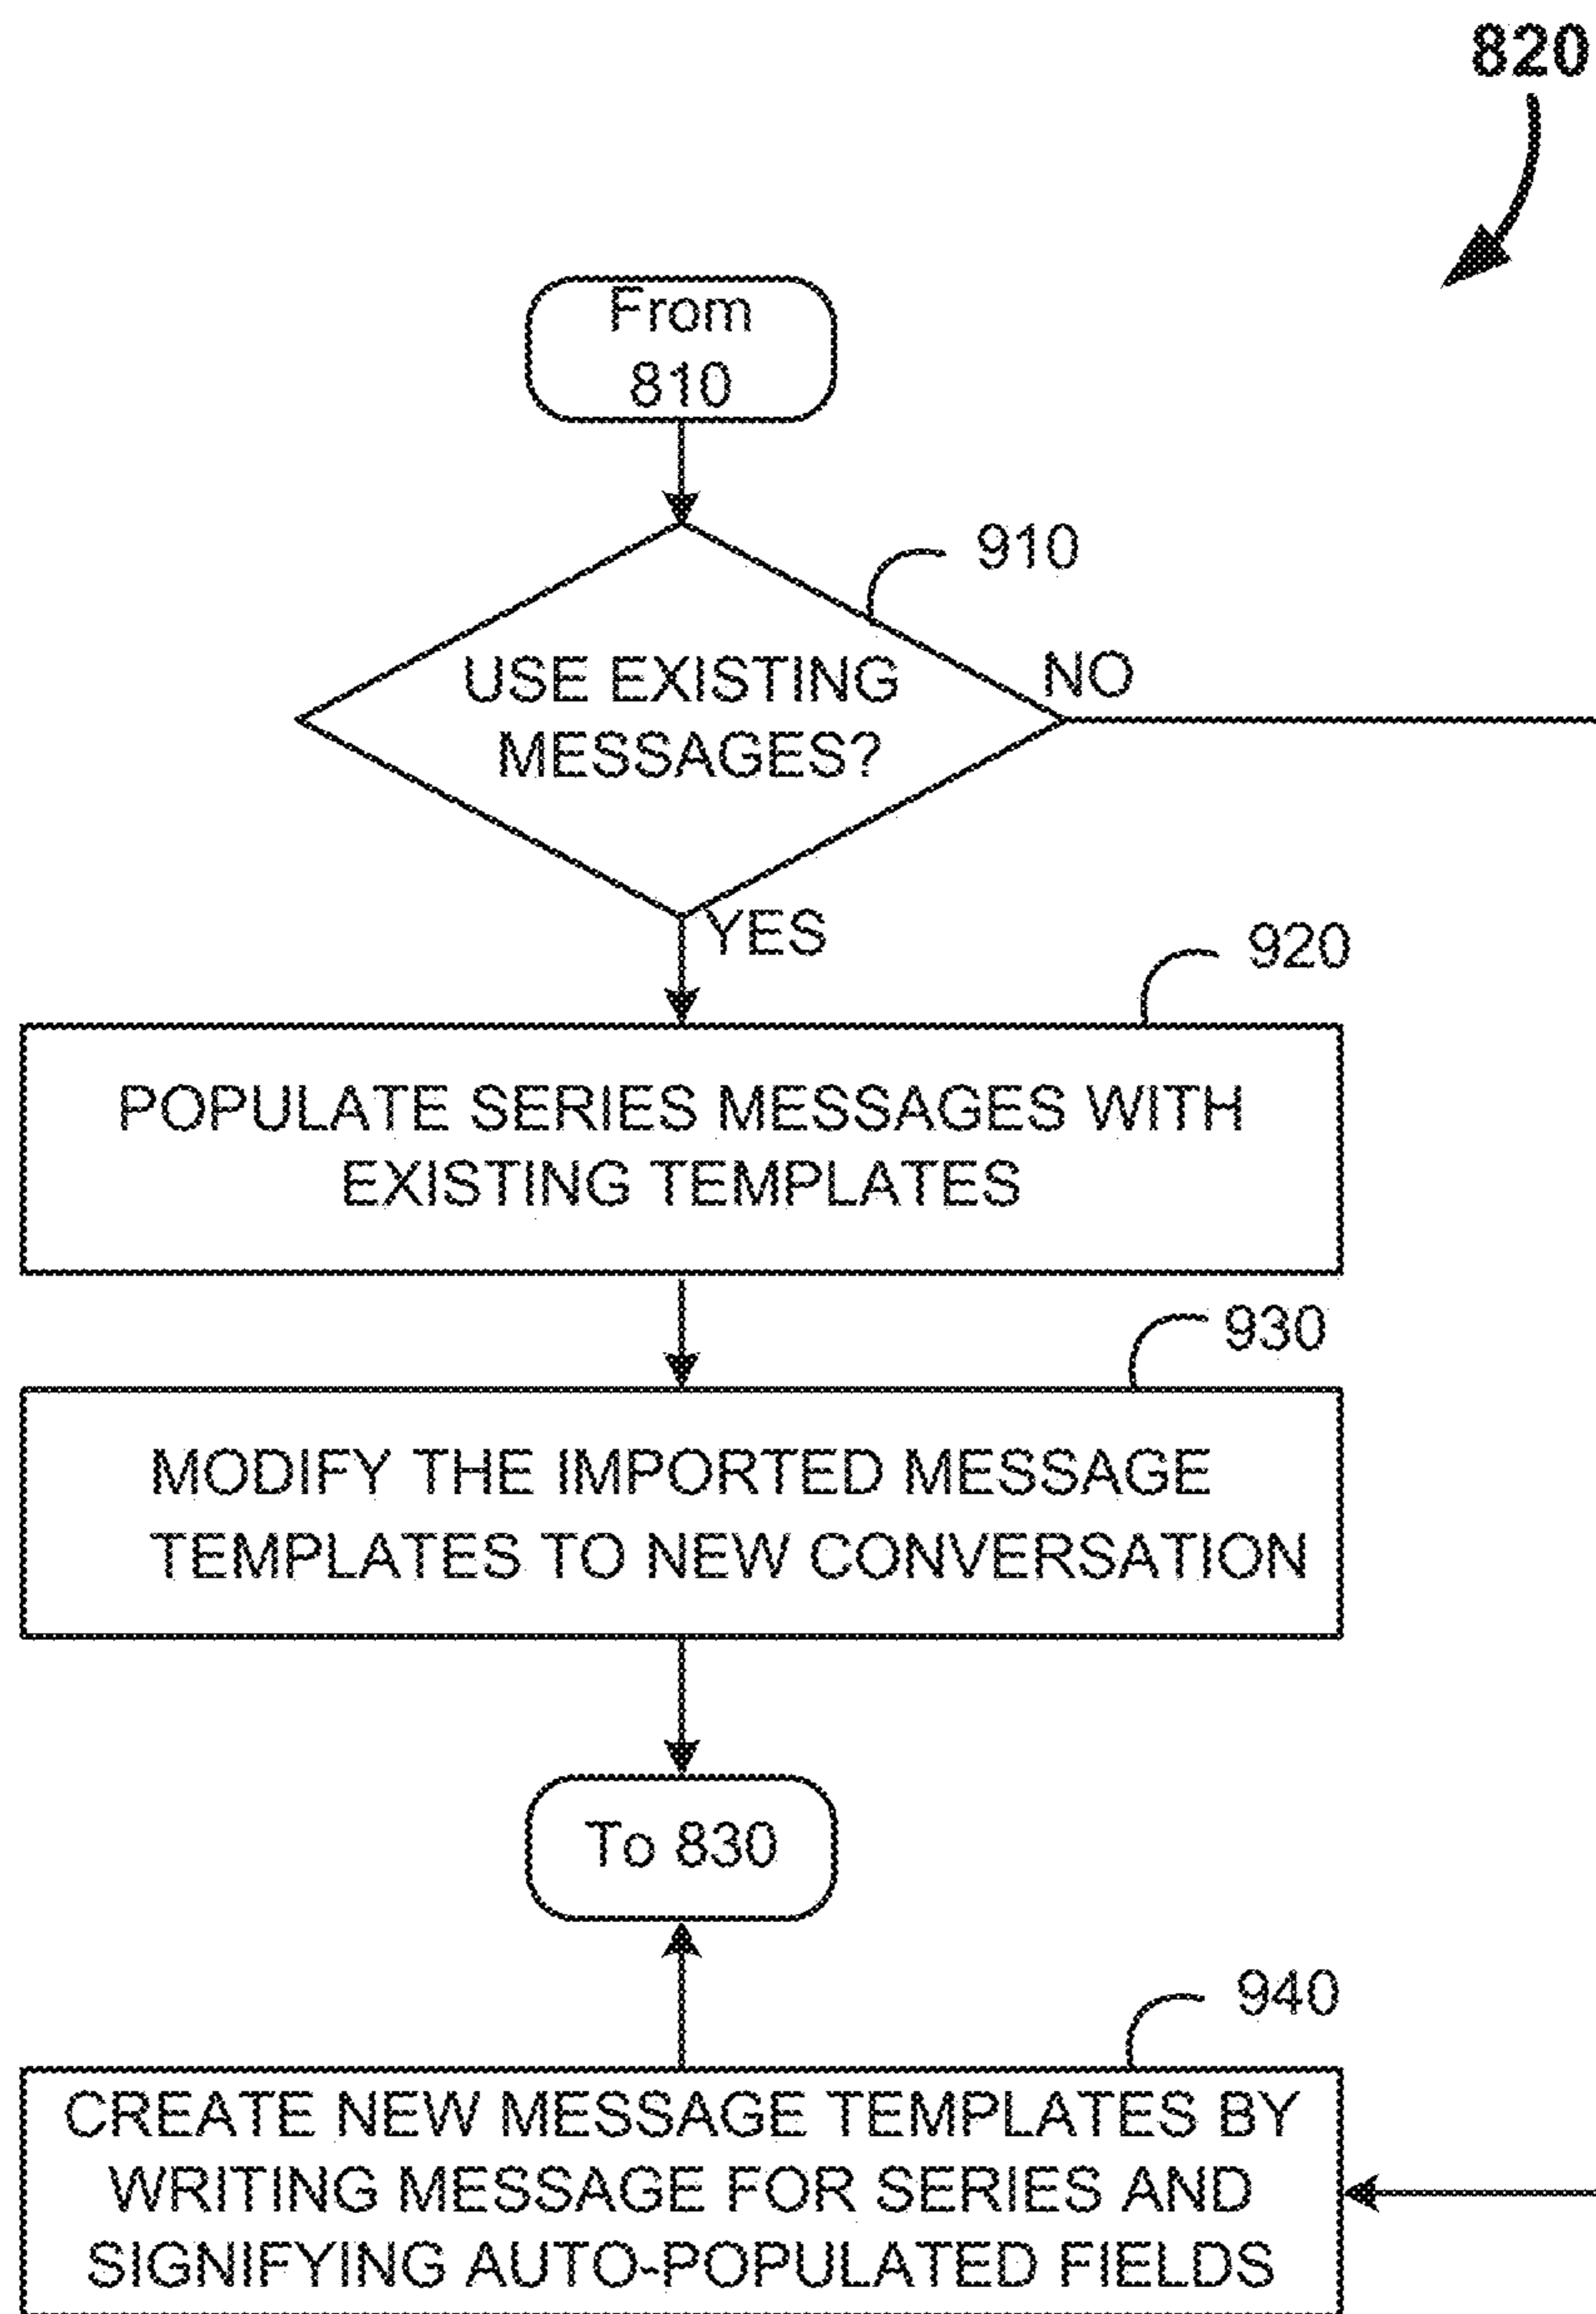 820
From
810
910
USE EXISTING
MESSAGES?
NO
YES
920
POPULATE SERIES MESSAGES WITH
EXISTING TEMPLATES
930
MODIFY THE IMPORTED MESSAGE
TEMPLATES TO NEW CONVERSATION
To 830
940
CREATE NEW MESSAGE TEMPLATES BY
WRITING MESSAGE FOR SERIES AND
SIGNIFYING AUTO-POPULATED FIELDS